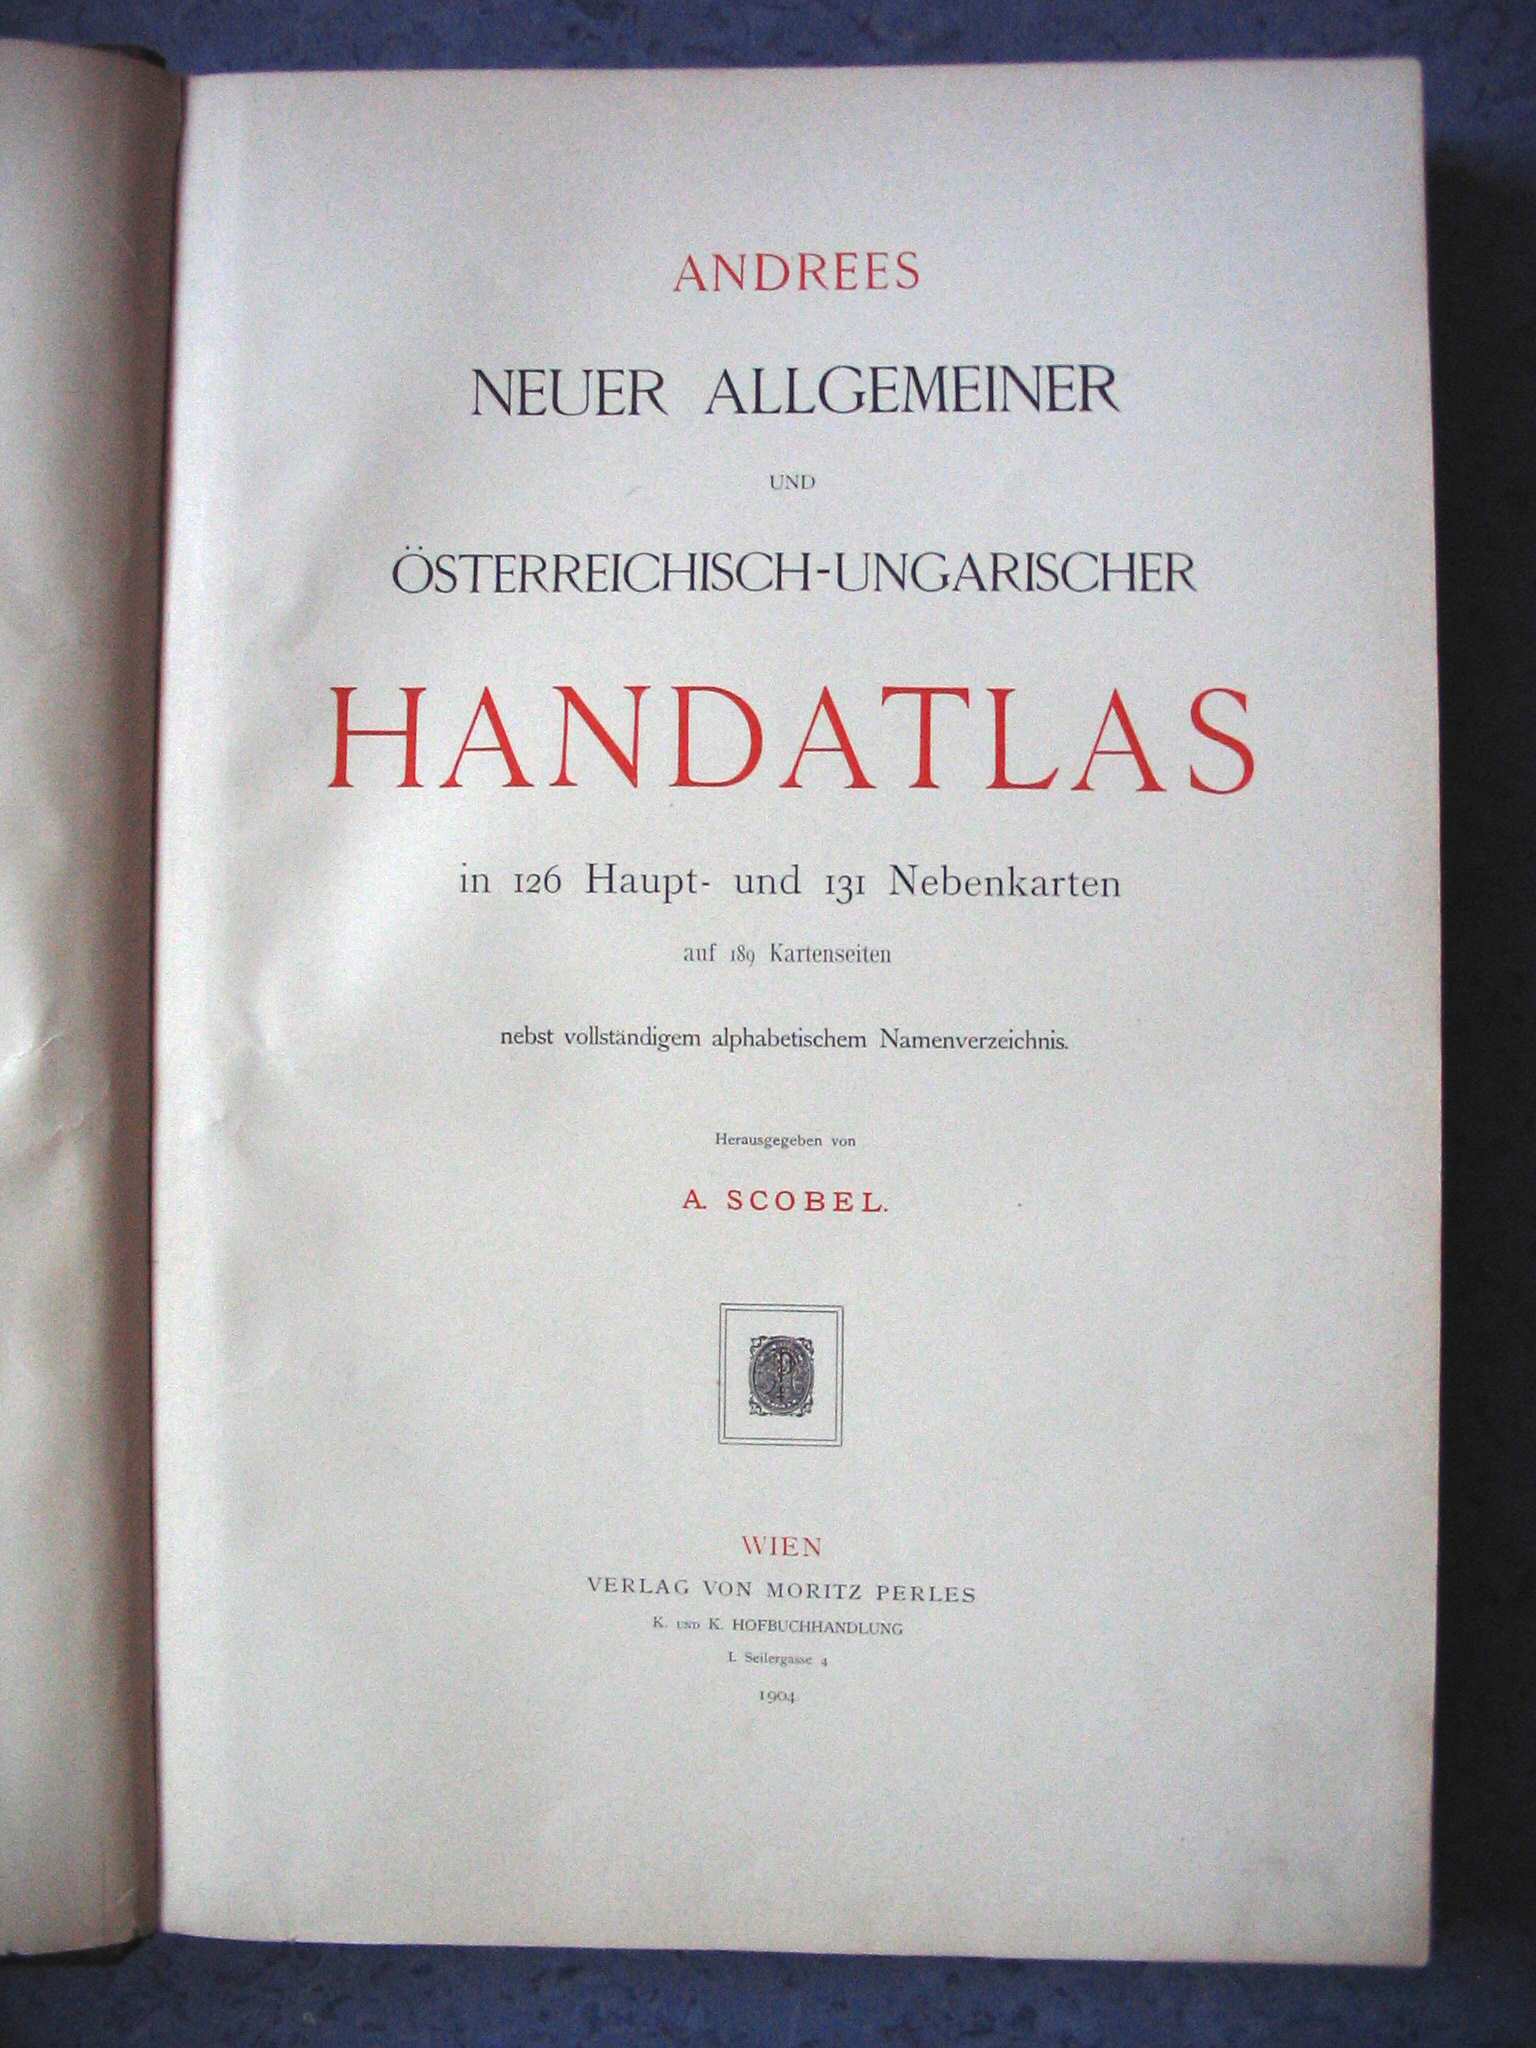 ANDREES
NEUER ALLGEMEINER
UND
ÖSTERREICHISCH-UNGARISCHER
HANDATLAS
in 126 Haupt- und 131 Nebenkarten
auf 189 Kartenseiten
nebst vollständigem alphabetischem Namenverzeichnis.
Herausgegeben von
A. SCOBEL.
WIEN
VERLAG VON MORITZ PERLES
K. UND K. HOFBUCHHANDLUNG
I. Seilergasse 4
1904